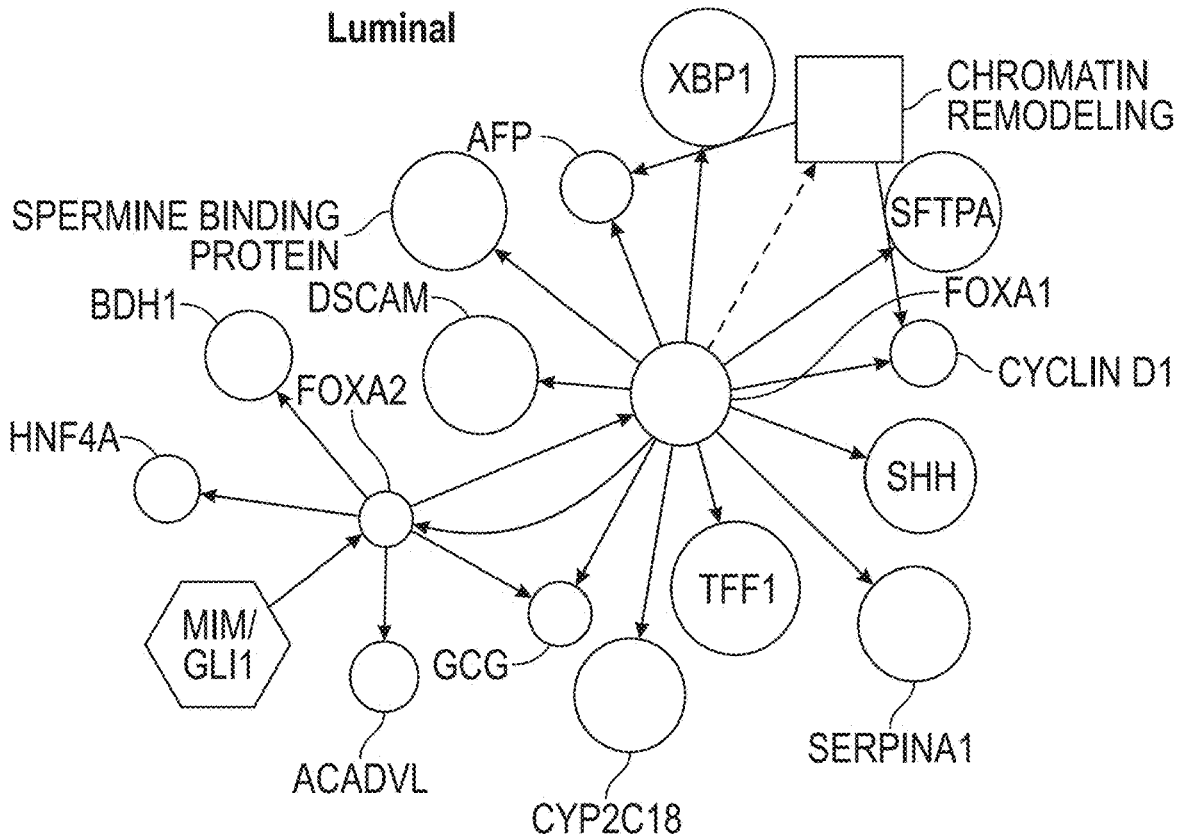 Luminal
XBP1
CHROMATIN
REMODELING
AFP
SPERMINE BINDING
PROTEIN
SFTPA
BDH1
DSCAM
FOXA1
FOXA2
CYCLIN D1
HNF4A
SHH
MIM/
GLI1
TFF1
GCG
SERPINA1
ACADVL
CYP2C18